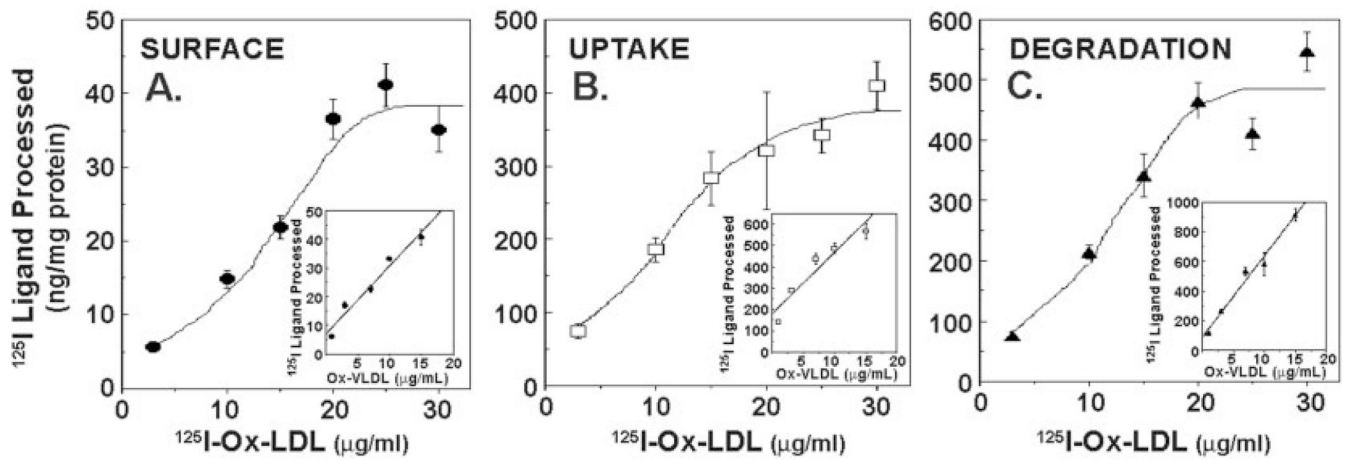 ¹²⁵I Ligand Processed
(ng/mg protein)
SURFACE
A.
50
40
30
20
10
0
0 10 20 30
¹²⁵I-Ox-LDL (μg/ml)
¹²⁵I Ligand Processed
50
40
30
20
10
0
5 10 15 20
Ox-VLDL (μg/mL)
UPTAKE
B.
500
400
300
200
100
0
0 10 20 30
¹²⁵I-Ox-LDL (μg/ml)
¹²⁵I Ligand Processed
600
500
400
300
200
100
0
5 10 15 20
Ox-VLDL (μg/mL)
DEGRADATION
C.
600
500
400
300
200
100
0
0 10 20 30
¹²⁵I-Ox-LDL (μg/ml)
¹²⁵I Ligand Processed
1000
800
600
400
200
0
5 10 15 20
Ox-VLDL (μg/mL)